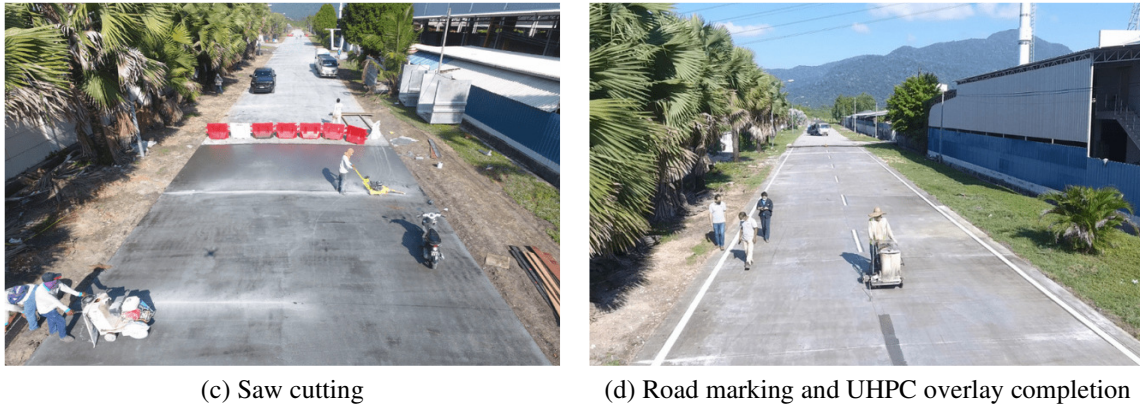 (c) Saw cutting
(d) Road marking and UHPC overlay completion